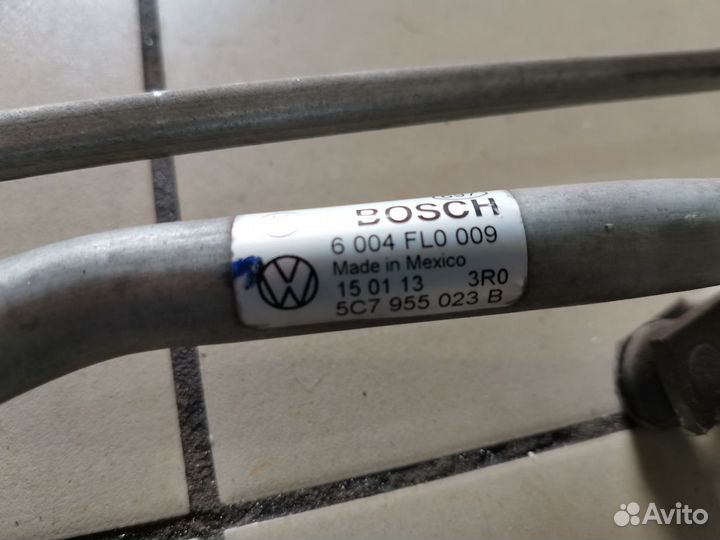 BOSCH
6 004 FL0 009
Made in Mexico
15 01 13 3R0
5C7 955 023 B
Avito